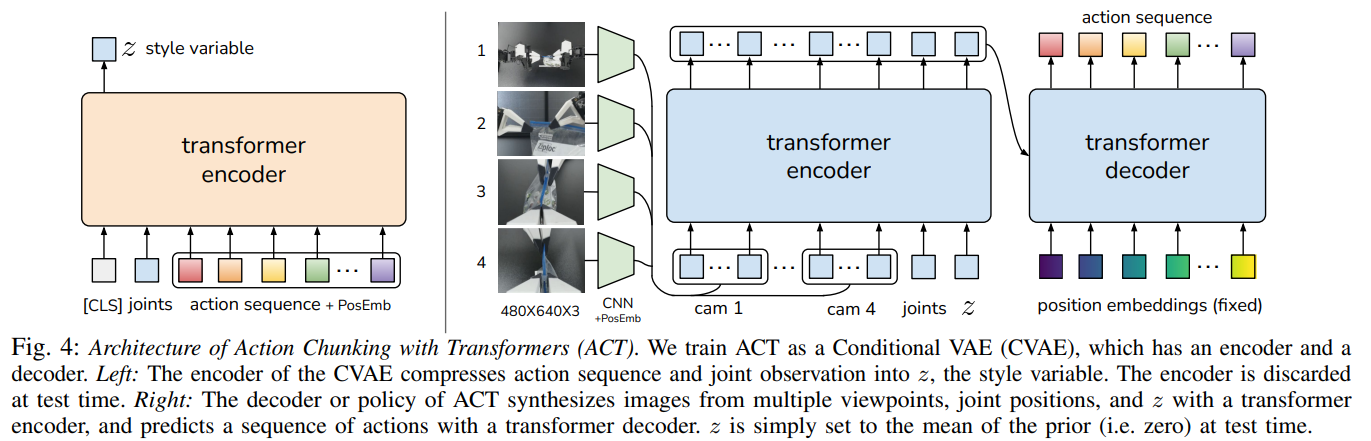 z style variable
transformer
encoder
[CLS] joints action sequence + PosEmb
1
2
3
4
Ziploc
480X640X3
CNN
+PosEmb
transformer
encoder
cam 1
cam 4
joints
z
action sequence
transformer
decoder
position embeddings (fixed)
Fig. 4: Architecture of Action Chunking with Transformers (ACT). We train ACT as a Conditional VAE (CVAE), which has an encoder and a
decoder. Left: The encoder of the CVAE compresses action sequence and joint observation into z, the style variable. The encoder is discarded
at test time. Right: The decoder or policy of ACT synthesizes images from multiple viewpoints, joint positions, and z with a transformer
encoder, and predicts a sequence of actions with a transformer decoder. z is simply set to the mean of the prior (i.e. zero) at test time.